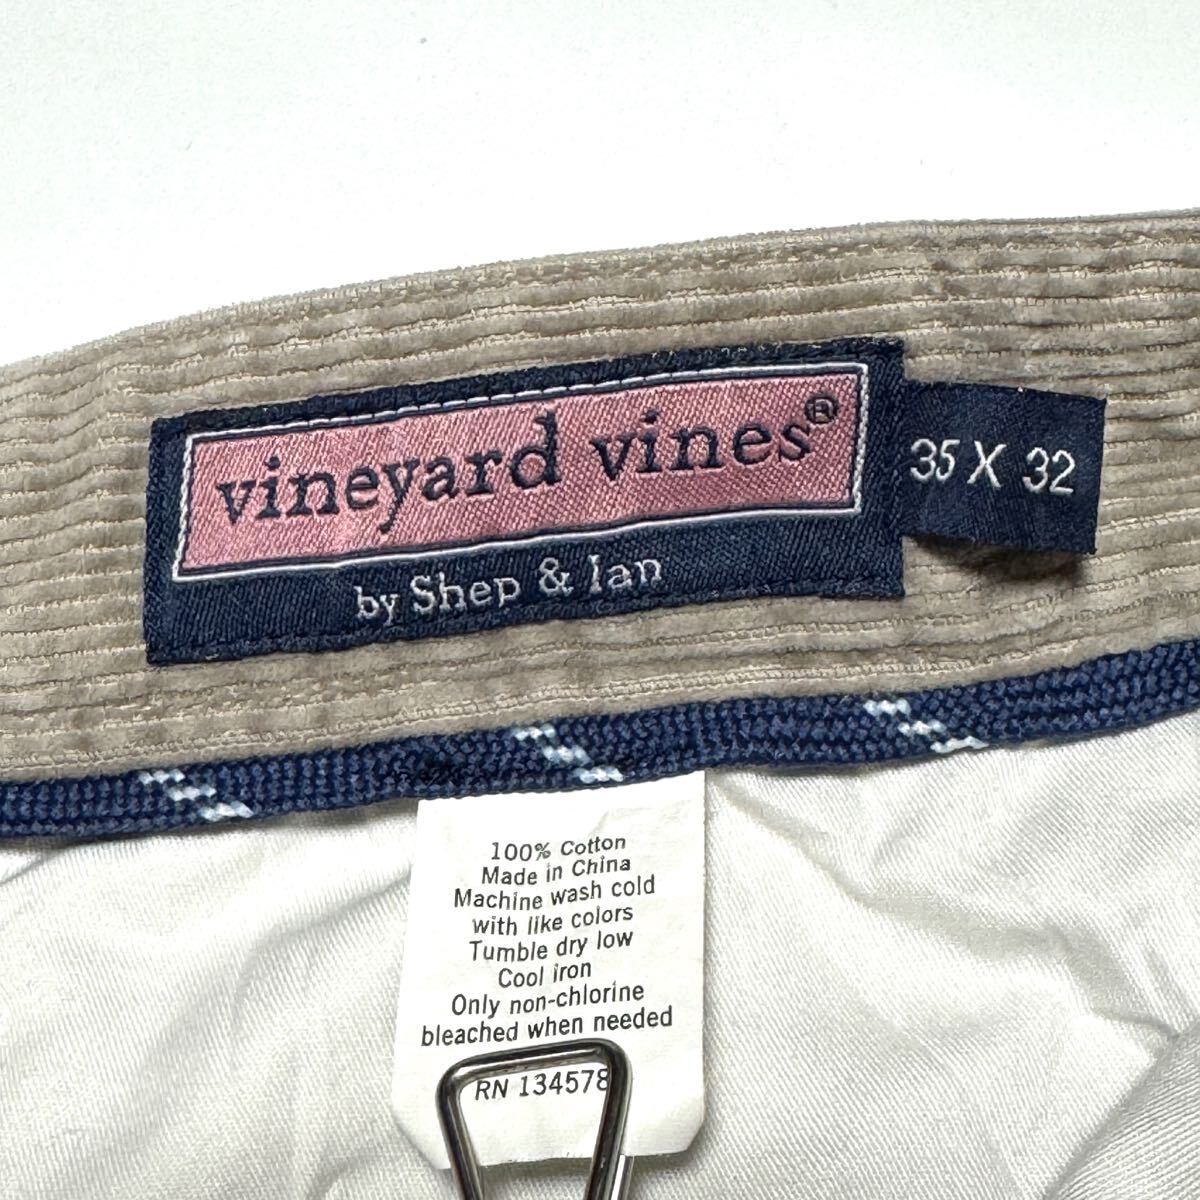 vineyard vines®
by Shep & Ian
35 X 32
100% Cotton
Made in China
Machine wash cold
with like colors
Tumble dry low
Cool iron
Only non-chlorine
bleached when needed
RN 134578